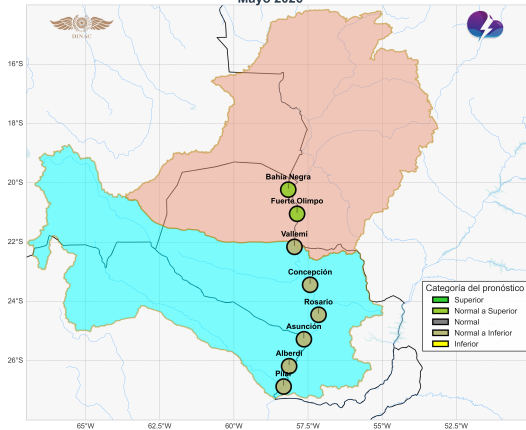 Mayo 2026
DINAC
16°S
18°S
20°S
22°S
24°S
26°S
Bahía Negra
Fuerte Olimpo
Vallemí
Concepción
Rosario
Asunción
Alberdi
Pilar
Categoría del pronóstico
Superior
Normal a Superior
Normal
Normal a Inferior
Inferior
65°W
62.5°W
60°W
57.5°W
55°W
52.5°W